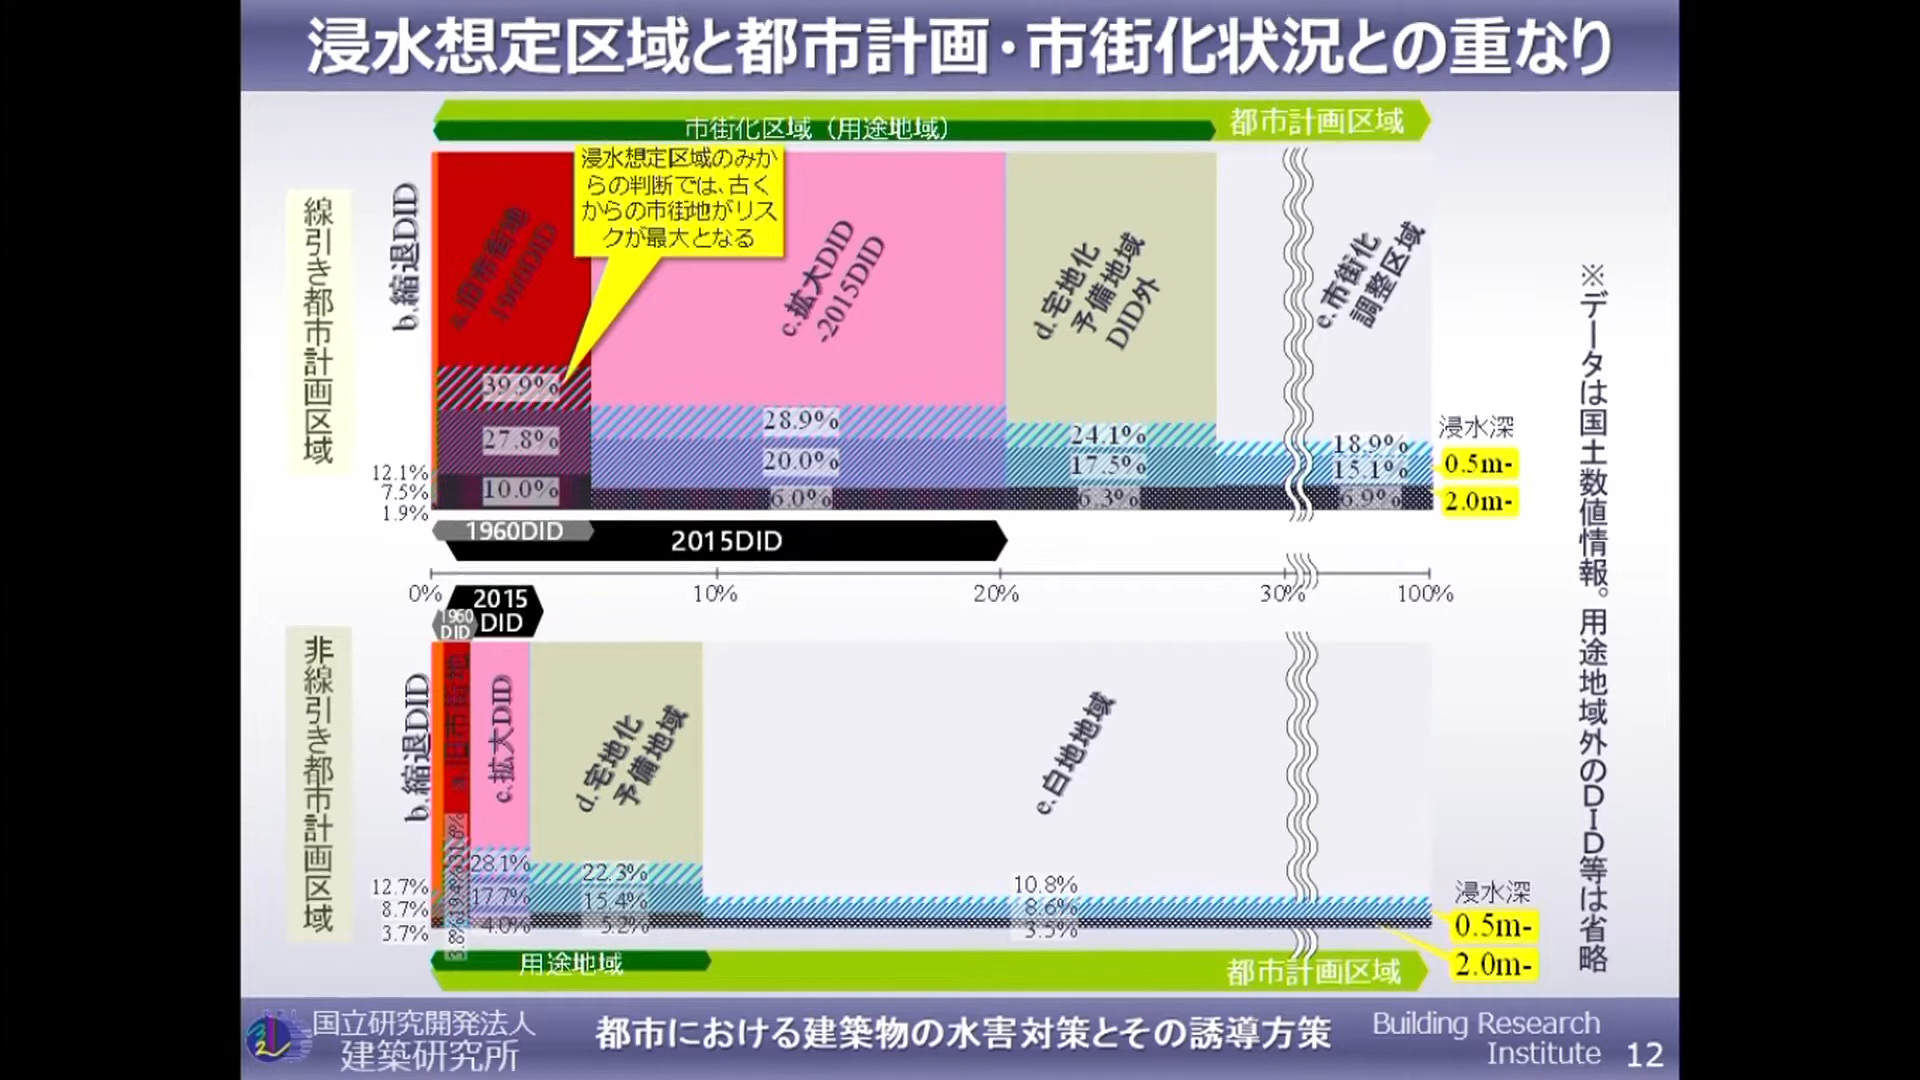 浸水想定区域と都市計画・市街化状況との重なり
都市計画区域
市街化区域（用途地域）
線引き都市計画区域
b.縮退DID
a.旧市街地
1960DID
浸水想定区域のみか
らの判断では、古く
からの市街地がリス
クが最大となる
c.拡大DID
-2015DID
d.宅地化
予備地域
DID外
e.市街化
調整区域
39.9%
27.8%
10.0%
28.9%
20.0%
6.0%
24.1%
17.5%
6.3%
18.9%
15.1%
6.9%
12.1%
7.5%
1.9%
浸水深
0.5m-
2.0m-
1960DID
2015DID
0%
10%
20%
30%
100%
1960
DID
2015
DID
非線引き都市計画区域
b.縮退DID
a.旧市街地
c.拡大DID
d.宅地化
予備地域
e.白地地域
12.7%
8.7%
3.7%
19.4%
3.8%
28.1%
17.7%
4.0%
22.3%
15.4%
5.2%
10.8%
8.6%
3.5%
浸水深
0.5m-
2.0m-
用途地域
都市計画区域
※データは国土数値情報。用途地域外のDID等は省略
国立研究開発法人
建築研究所
都市における建築物の水害対策とその誘導方策
Building Research
Institute
12